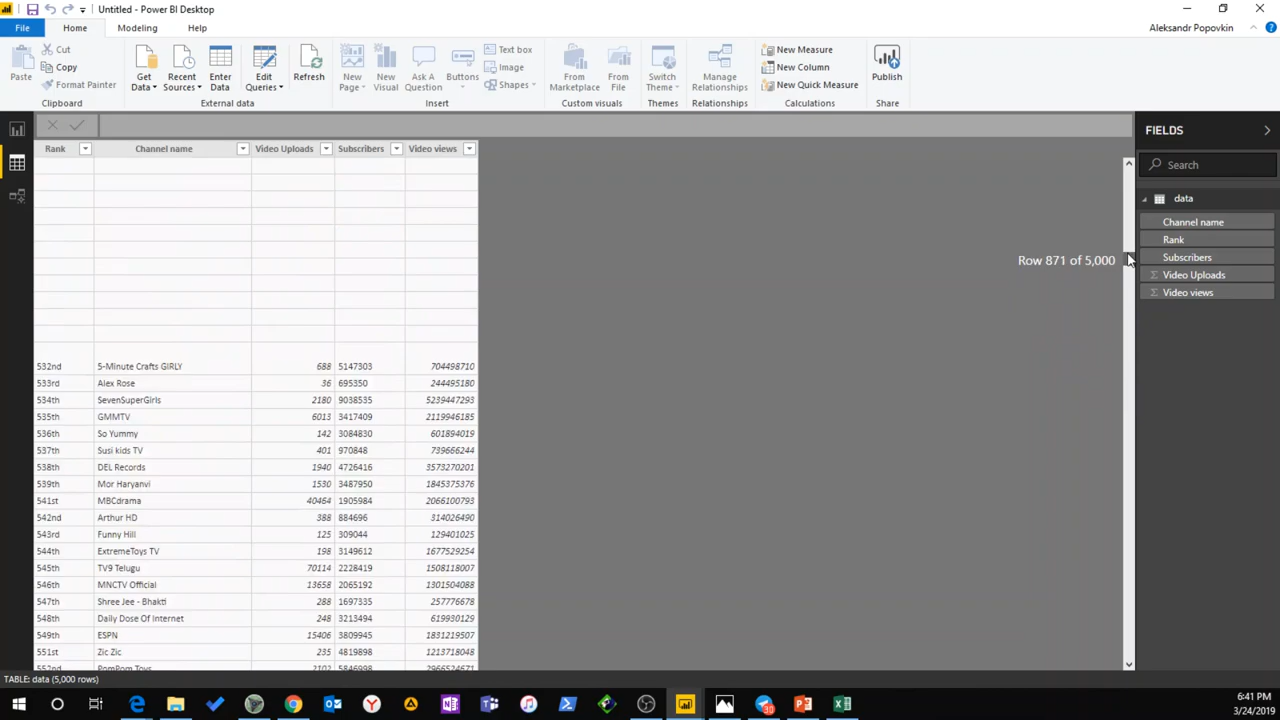 Untitled - Power BI Desktop
File Home Modeling Help Aleksandr Popovkin
Paste
Cut
Copy
Format Painter
Clipboard
Get Data
Recent Sources
Enter Data
Edit Queries
Refresh
External data
New Page
New Visual
Ask A Question
Buttons
Text box
Image
Shapes
Insert
From Marketplace
From File
Custom visuals
Switch Theme
Themes
Manage Relationships
Relationships
New Measure
New Column
New Quick Measure
Calculations
Publish
Share
Rank Channel name Video Uploads Subscribers Video views
532nd 5-Minute Crafts GIRLY 688 5147303 704498710
533rd Alex Rose 36 695350 244495180
534th SevenSuperGirls 2180 9038535 5239447293
535th GMMTV 6013 3417409 2119946185
536th So Yummy 142 3084830 601894019
537th Susi kids TV 401 970848 739666244
538th DEL Records 1940 4726416 3573270201
539th Mor Haryanvi 1530 3487950 1845375376
541st MBCdrama 40464 1905984 2066100793
542nd Arthur HD 388 884696 314026490
543rd Funny Hill 125 309044 129401025
544th ExtremeToys TV 198 3149612 1677529254
545th TV9 Telugu 70114 2228419 1508118007
546th MNCTV Official 13658 2065192 1301504088
547th Shree Jee - Bhakti 288 1697335 257776678
548th Daily Dose Of Internet 248 3213494 619930129
549th ESPN 15406 3809945 1831219507
551st Zic Zic 235 4819898 1213718048
552nd PomPom Toys 2102 5846998 2966524671
Row 871 of 5,000
FIELDS
Search
data
Channel name
Rank
Subscribers
Σ Video Uploads
Σ Video views
TABLE: data (5,000 rows)
6:41 PM
3/24/2019